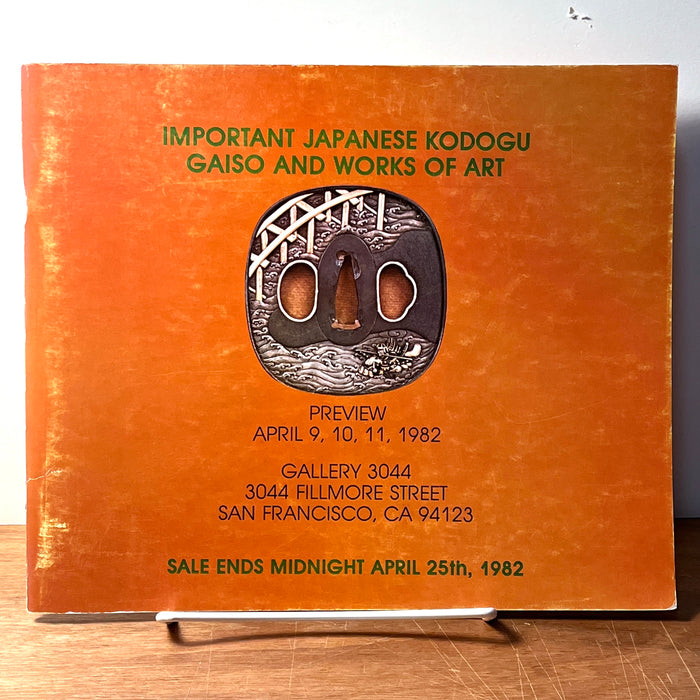 IMPORTANT JAPANESE KODOGU
GAISO AND WORKS OF ART
PREVIEW
APRIL 9, 10, 11, 1982
GALLERY 3044
3044 FILLMORE STREET
SAN FRANCISCO, CA 94123
SALE ENDS MIDNIGHT APRIL 25th, 1982